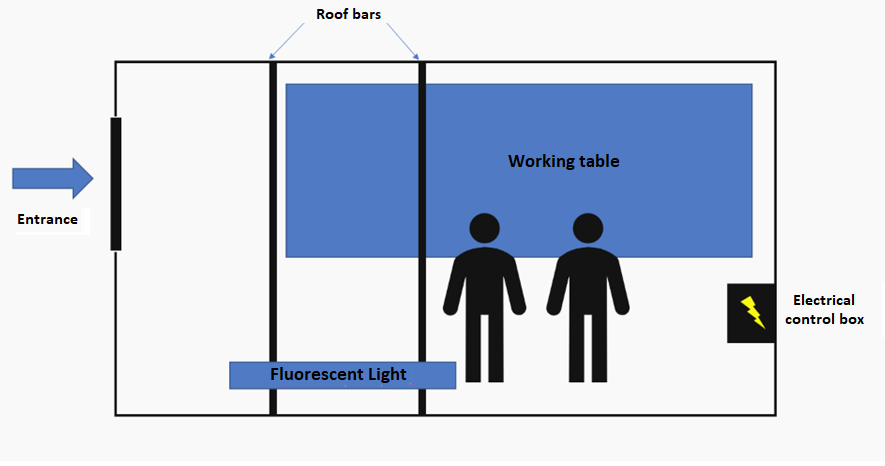 Roof bars
Working table
Entrance
Electrical
control box
Fluorescent Light